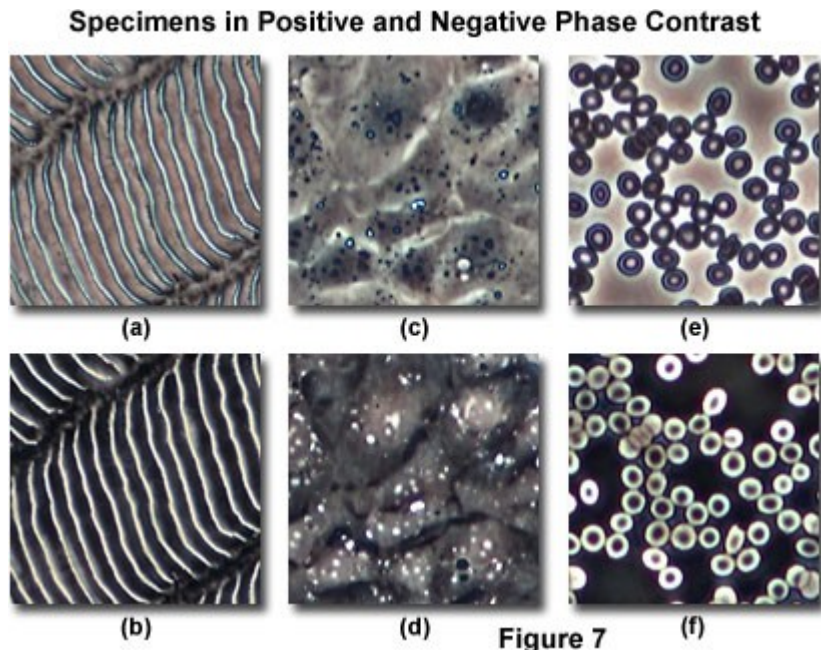 Specimens in Positive and Negative Phase Contrast
(a)
(c)
(e)
(b)
(d)
(f)
Figure 7